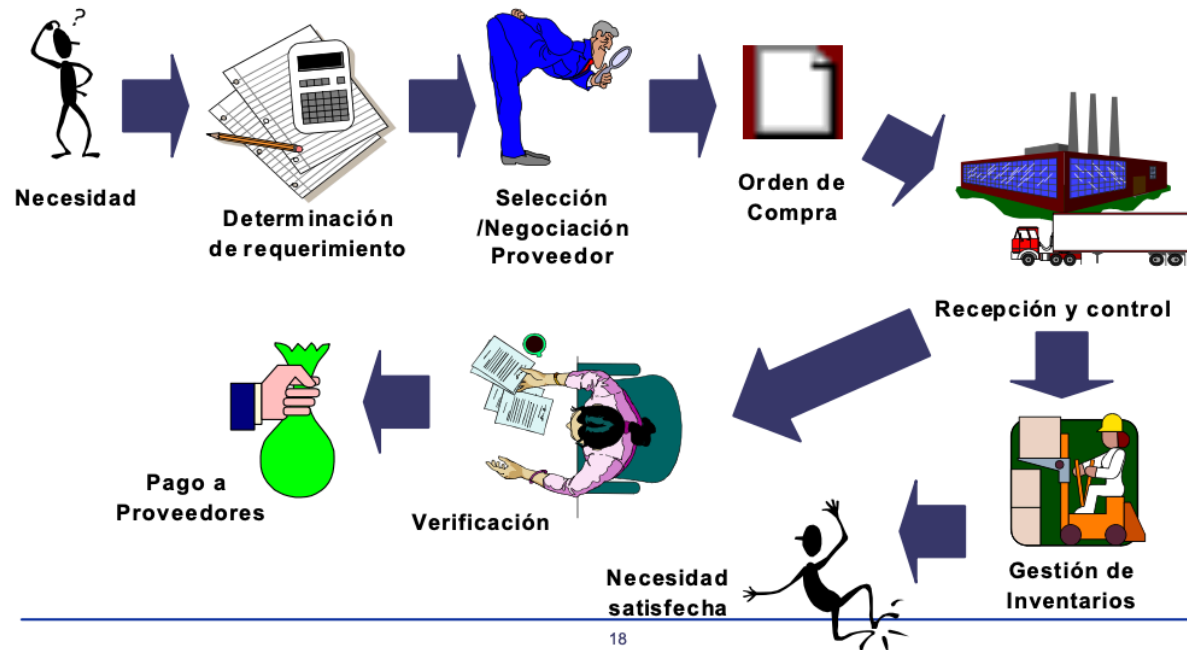 ?
Necesidad
Determinación
de requerimiento
Selección
/Negociación
Proveedor
Orden de
Compra
Recepción y control
Pago a
Proveedores
Verificación
Necesidad
satisfecha
Gestión de
Inventarios
18